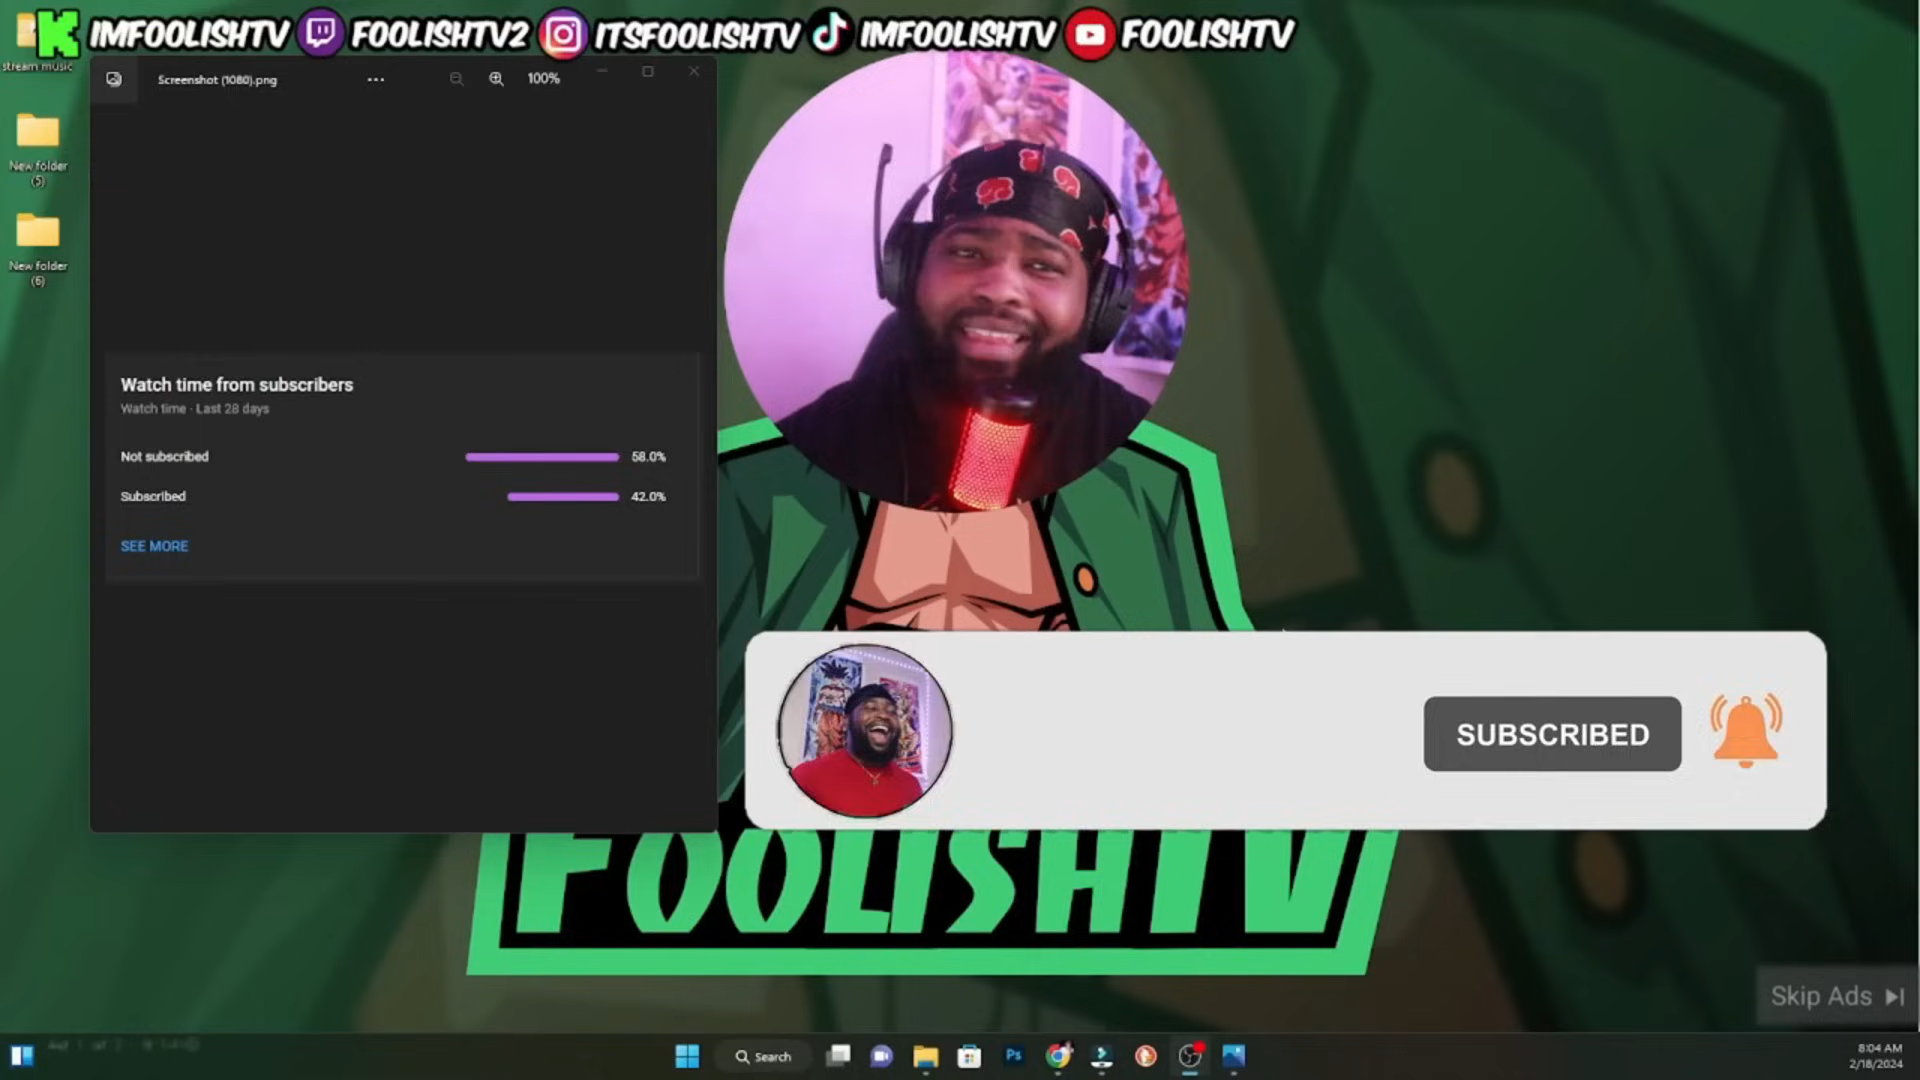 IMFOOLISHTV FOOLISHTV2 ITSFOOLISHTV IMFOOLISHTV FOOLISHTV
stream music
Screenshot (1080).png
100%
New folder
(5)
New folder
(6)
Watch time from subscribers
Watch time · Last 28 days
Not subscribed 58.0%
Subscribed 42.0%
SEE MORE
SUBSCRIBED
FOOLISHTV
Skip Ads
Search
Ps
8:04 AM
2/18/2024